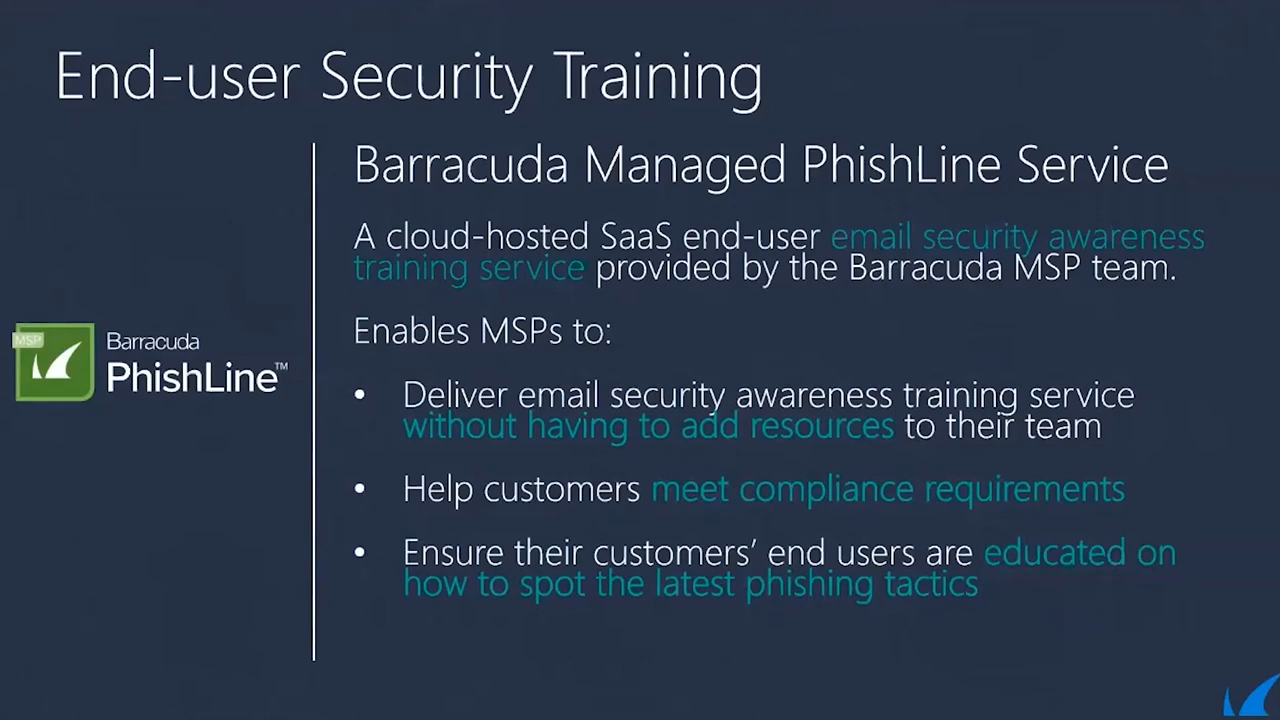 End-user Security Training
Barracuda Managed PhishLine Service
A cloud-hosted SaaS end-user email security awareness
training service provided by the Barracuda MSP team.
Enables MSPs to:
• Deliver email security awareness training service
without having to add resources to their team
• Help customers meet compliance requirements
• Ensure their customers’ end users are educated on
how to spot the latest phishing tactics
MSP
Barracuda
PhishLine™